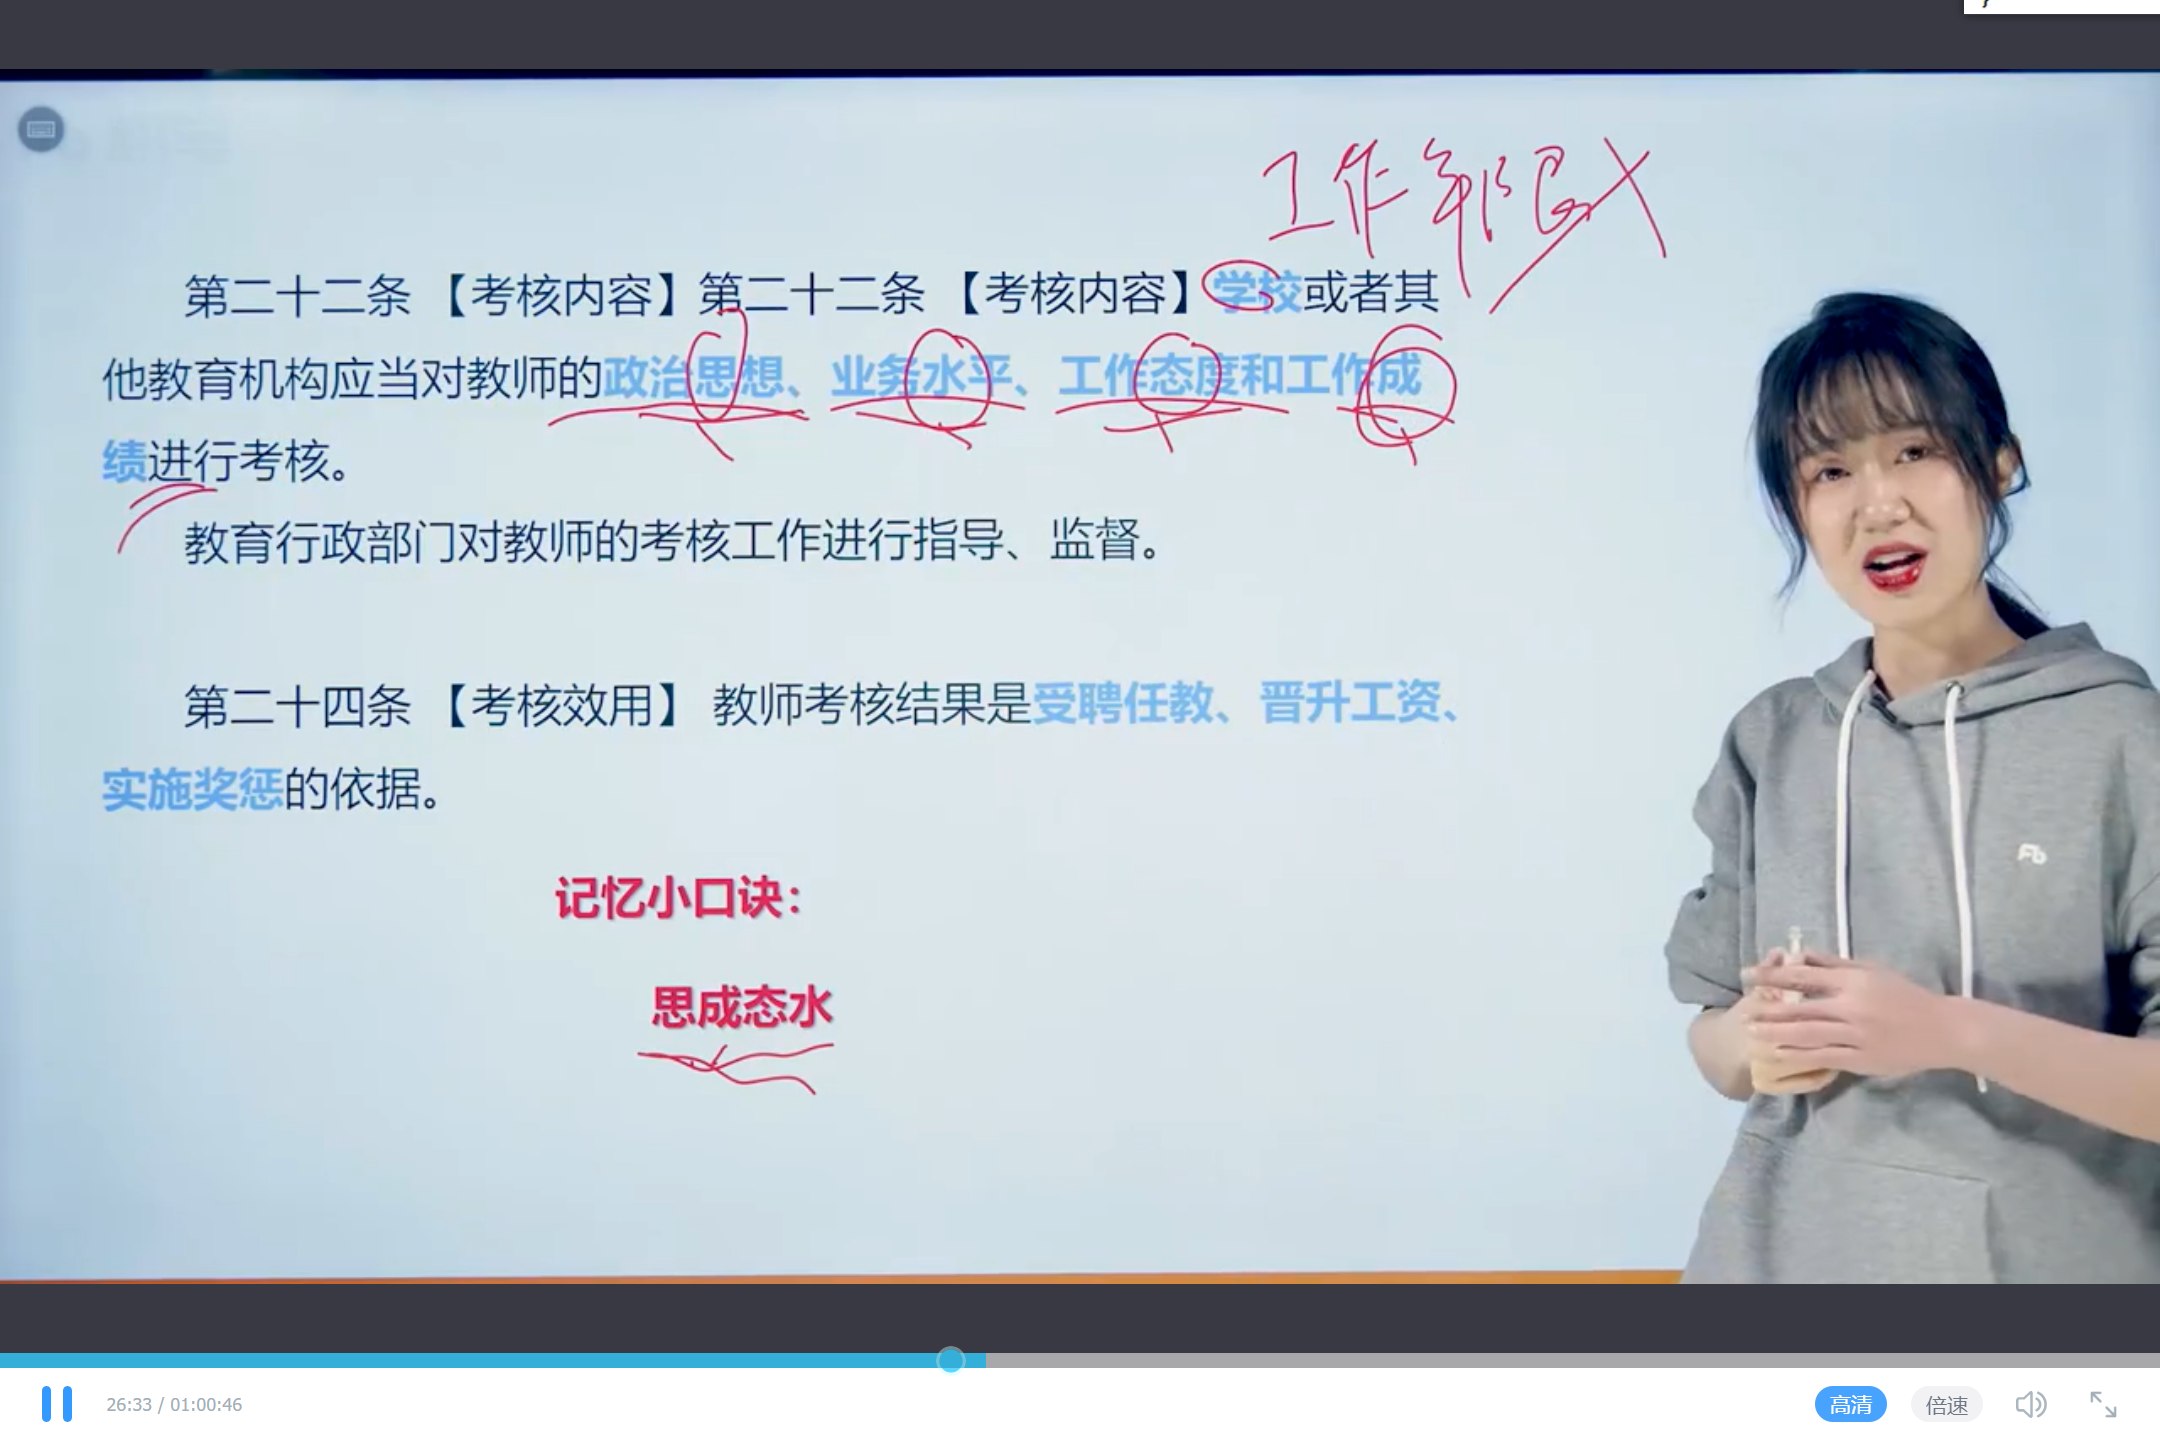 工作年限
第二十二条 【考核内容】第二十二条 【考核内容】学校或者其
他教育机构应当对教师的政治思想、业务水平、工作态度和工作成
绩进行考核。
教育行政部门对教师的考核工作进行指导、监督。
第二十四条 【考核效用】 教师考核结果是受聘任教、晋升工资、
实施奖惩的依据。
记忆小口诀：
思成态水
Fb
26:33 / 01:00:46
高清
倍速